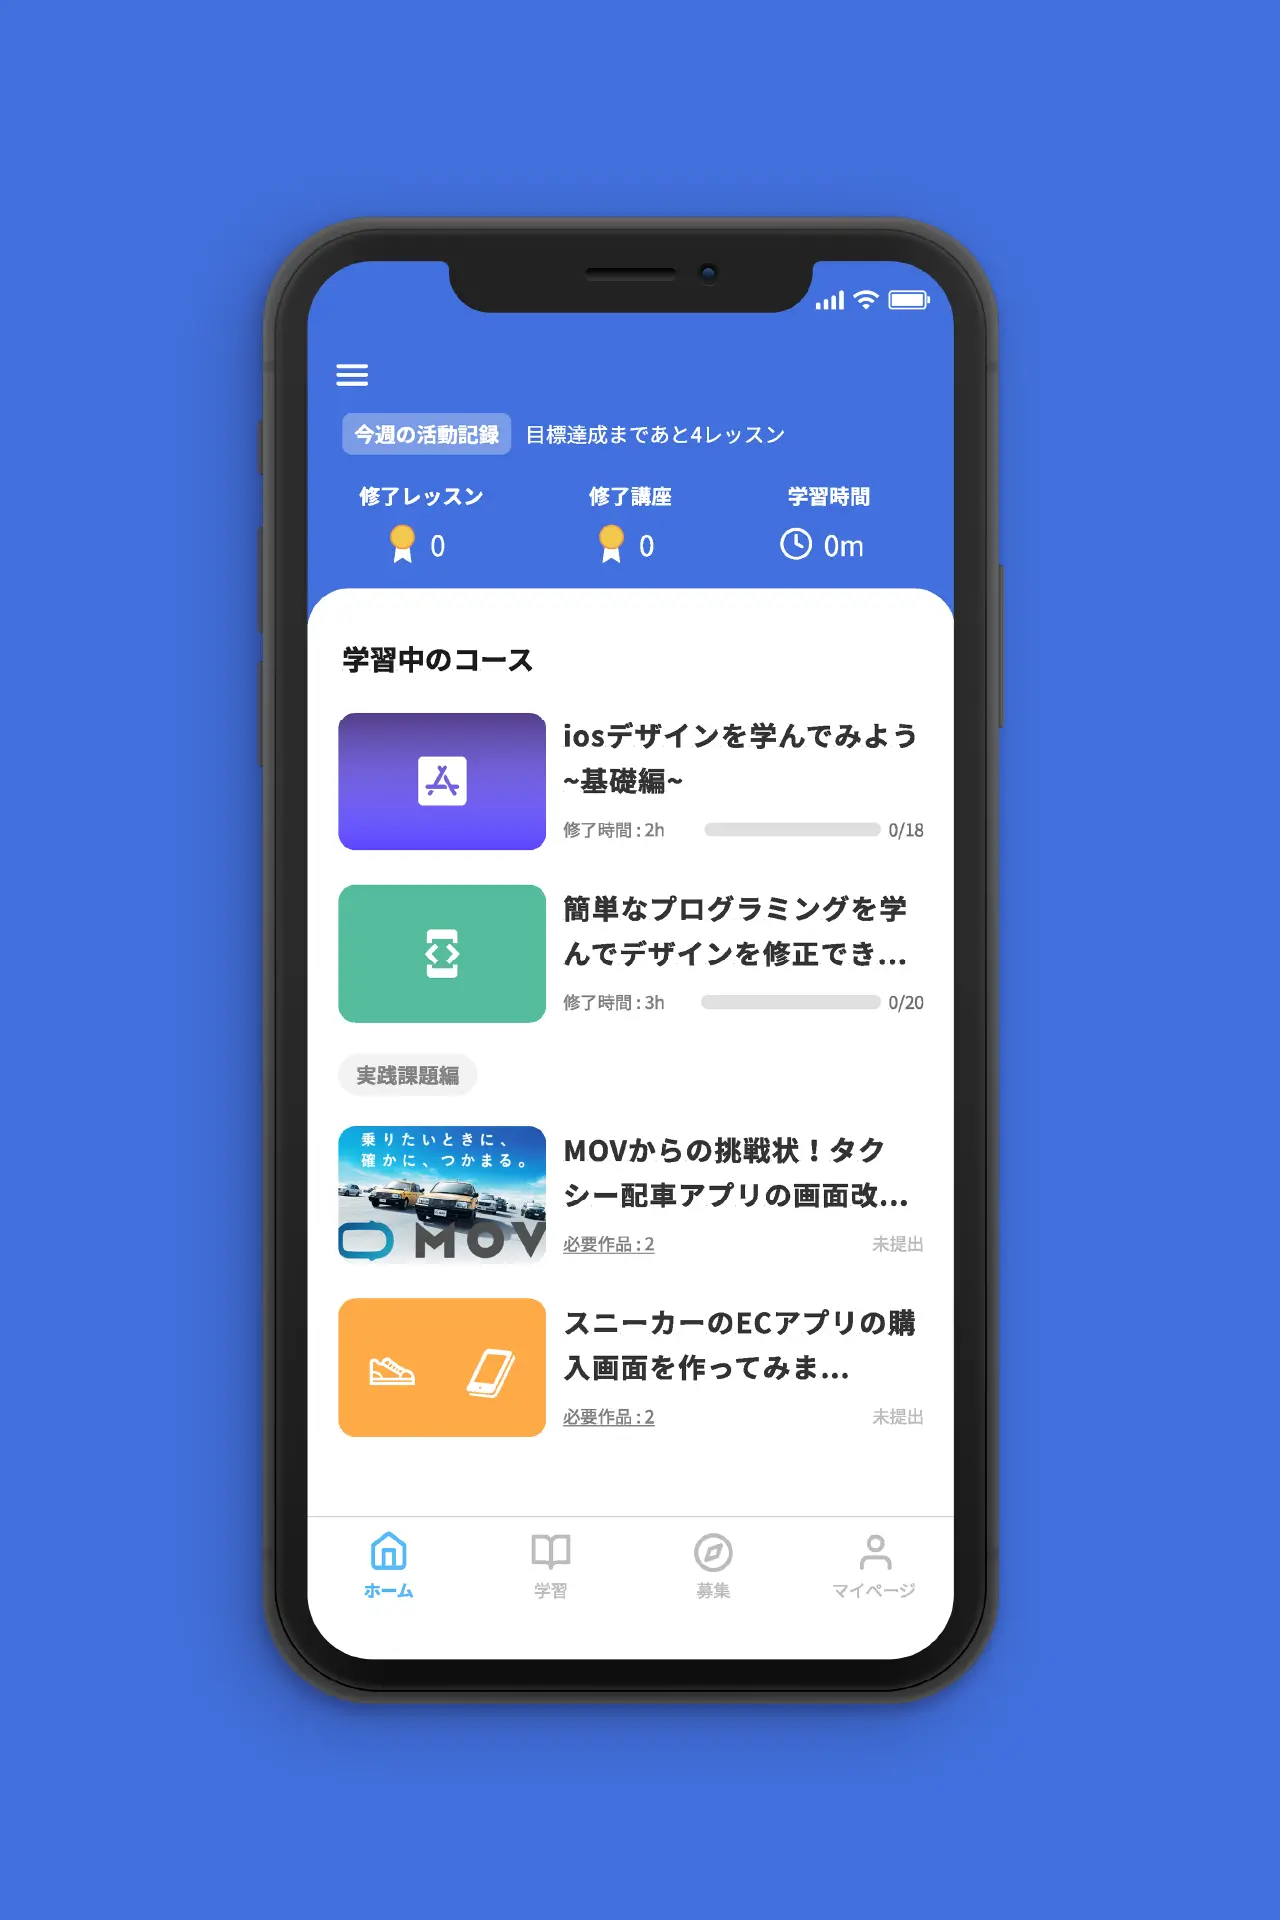 今週の活動記録 目標達成まであと4レッスン
修了レッスン 修了講座 学習時間
0 0 0m
学習中のコース
iosデザインを学んでみよう
~基礎編~
修了時間 : 2h 0/18
簡単なプログラミングを学
んでデザインを修正でき...
修了時間 : 3h 0/20
実践課題編
乗りたいときに、
確かに、つかまる。
MOV
MOVからの挑戦状！タク
シー配車アプリの画面改...
必要作品 : 2 未提出
スニーカーのECアプリの購
入画面を作ってみま...
必要作品 : 2 未提出
ホーム 学習 募集 マイページ